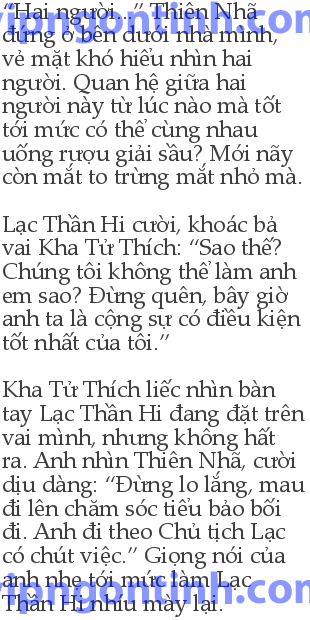 “Hai người...” Thiên Nhã
đứng ở bên dưới nhà mình,
vẻ mặt khó hiểu nhìn hai
người. Quan hệ giữa hai
người này từ lúc nào mà tốt
tới mức có thể cùng nhau
uống rượu giải sầu? Mới nãy
còn mắt to trừng mắt nhỏ mà.
Lạc Thần Hi cười, khoác bả
vai Kha Tử Thích: “Sao thế?
Chúng tôi không thể làm anh
em sao? Đừng quên, bây giờ
anh ta là cộng sự có điều kiện
tốt nhất của tôi.”
Kha Tử Thích liếc nhìn bàn
tay Lạc Thần Hi đang đặt trên
vai mình, nhưng không hất
ra. Anh nhìn Thiên Nhã, cười
dịu dàng: “Đừng lo lắng, mau
đi lên chăm sóc tiểu bảo bối
đi. Anh đi theo Chủ tịch Lạc
có chút việc.” Giọng nói của
anh nhẹ tới mức làm Lạc
Thần Hi nhíu mày lại.
vipngontinh.com
vipngontinh.com